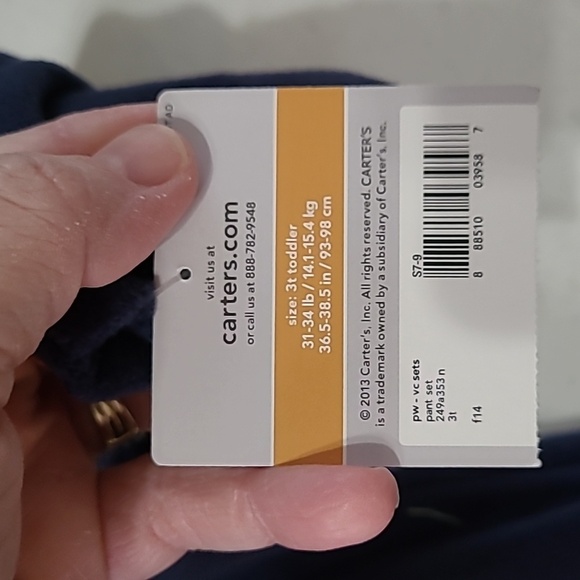 visit us at
carters.com
or call us at 888-782-9548
size: 3t toddler
31-34 lb / 14.1-15.4 kg
36.5-38.5 in / 93-98 cm
© 2013 Carter's, Inc. All rights reserved. CARTER'S
is a trademark owned by a subsidiary of Carter's, Inc.
pw - vc sets
pant set
249a353 n
3t
f14
S7-9
8 88510 03958 7